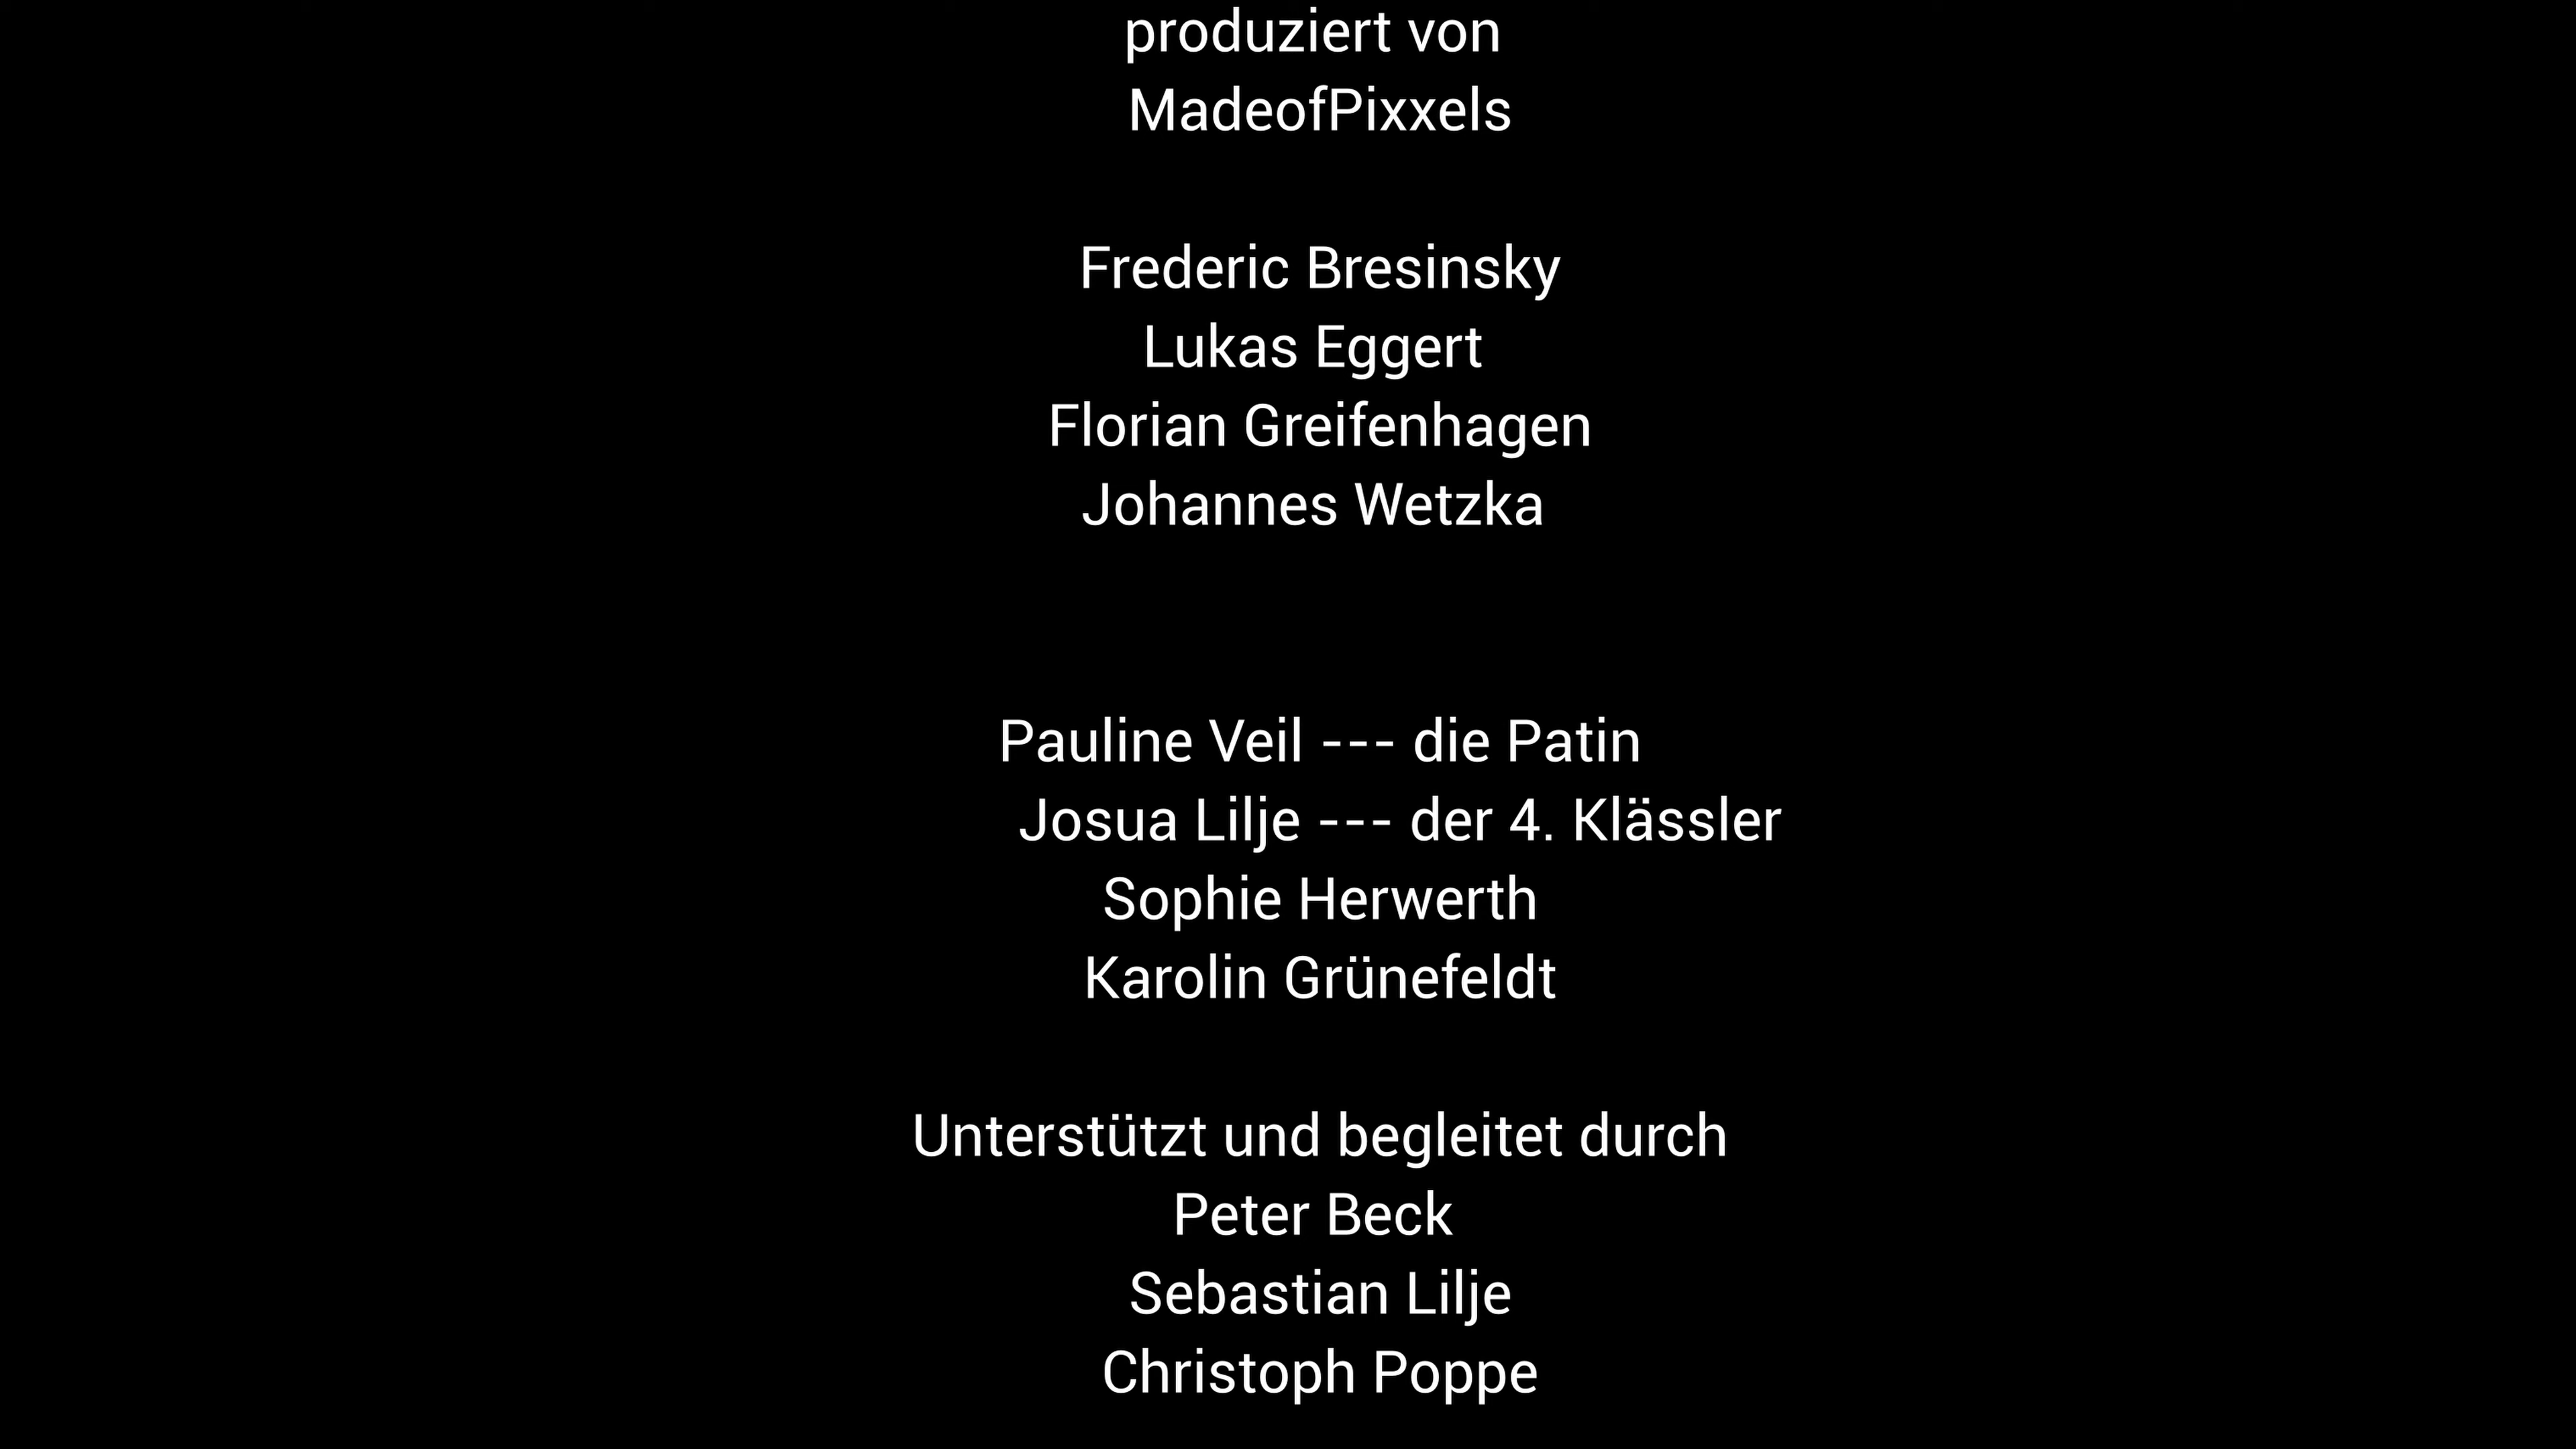 produziert von
MadeofPixxels
Frederic Bresinsky
Lukas Eggert
Florian Greifenhagen
Johannes Wetzka
Pauline Veil --- die Patin
Josua Lilje --- der 4. Klässler
Sophie Herwerth
Karolin Grünefeldt
Unterstützt und begleitet durch
Peter Beck
Sebastian Lilje
Christoph Poppe